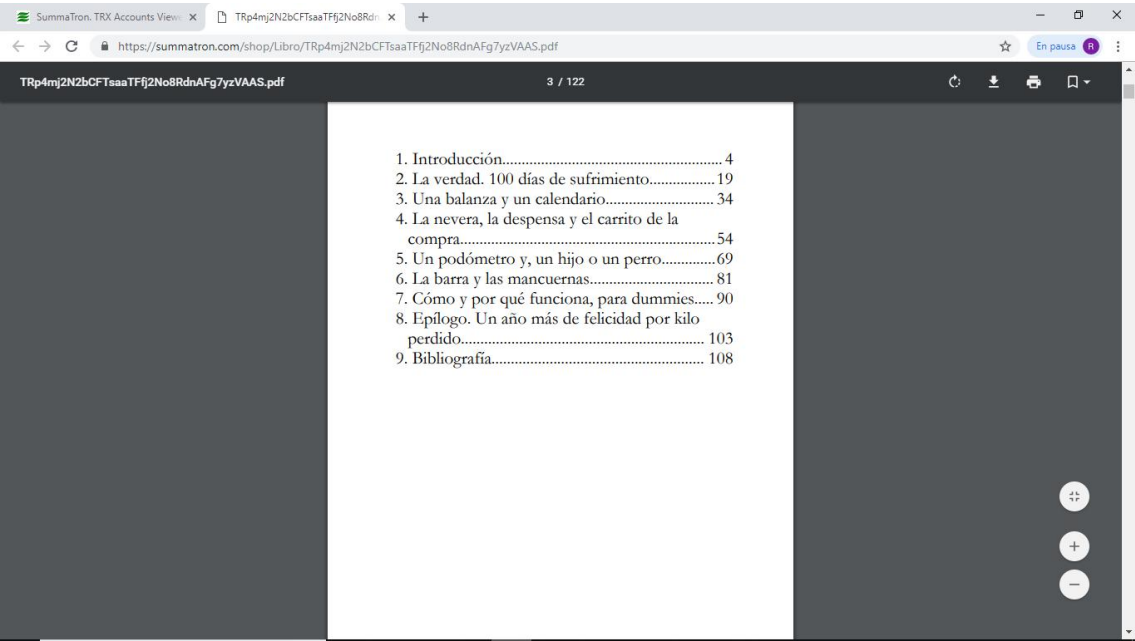 SummaTron. TRX Accounts View
TRp4mj2N2bCFTsaaTFfj2No8Rdn
https://summatron.com/shop/Libro/TRp4mj2N2bCFTsaaTFfj2No8RdnAFg7yzVAAS.pdf
En pausa R
TRp4mj2N2bCFTsaaTFfj2No8RdnAFg7yzVAAS.pdf
3 / 122
1. Introducción........................................................ 4
2. La verdad. 100 días de sufrimiento................. 19
3. Una balanza y un calendario............................ 34
4. La nevera, la despensa y el carrito de la
compra.................................................................. 54
5. Un podómetro y, un hijo o un perro.............. 69
6. La barra y las mancuernas................................ 81
7. Cómo y por qué funciona, para dummies..... 90
8. Epílogo. Un año más de felicidad por kilo
perdido............................................................... 103
9. Bibliografía....................................................... 108